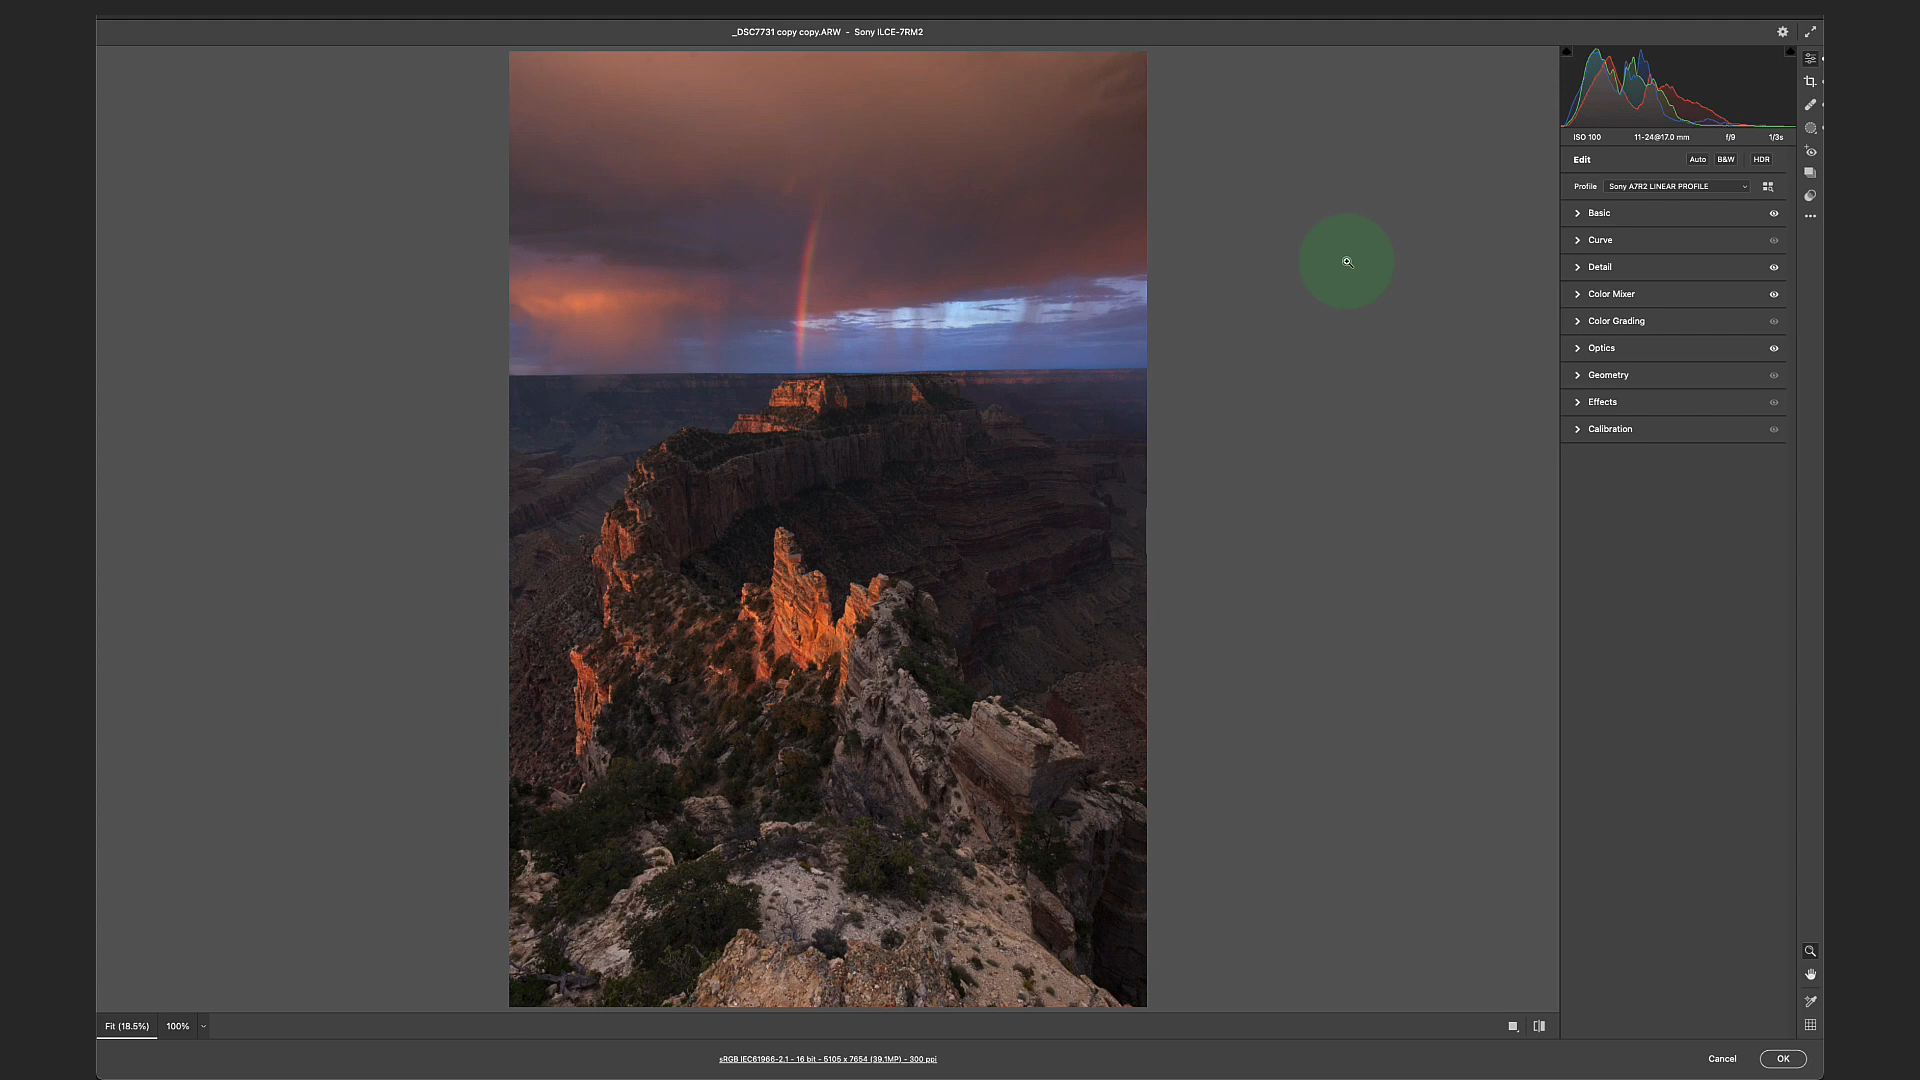 _DSC7731 copy copy.ARW - Sony ILCE-7RM2
ISO 100 11-24@17.0 mm f/9 1/3s
Edit Auto B&W HDR
Profile Sony A7R2 LINEAR PROFILE
Basic
Curve
Detail
Color Mixer
Color Grading
Optics
Geometry
Effects
Calibration
Fit (18.5%) 100%
sRGB IEC61966-2.1 - 16 bit - 5105 x 7654 (39.1MP) - 300 ppi
Cancel OK